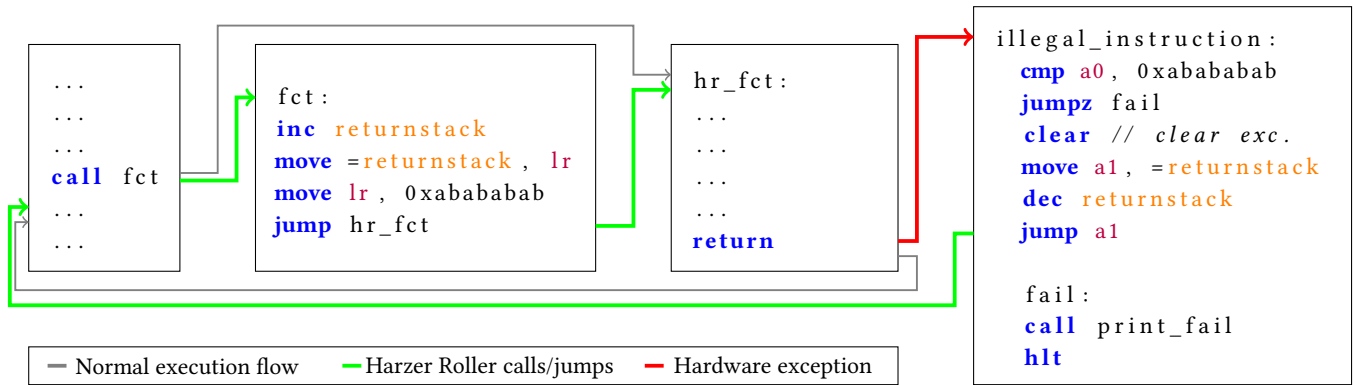 ...
...
...
call fct
...
...
fct:
inc returnstack
move =returnstack, lr
move lr, 0xabababab
jump hr_fct
hr_fct:
...
...
...
...
return
illegal_instruction:
cmp a0, 0xabababab
jumpz fail
clear // clear exc.
move a1, =returnstack
dec returnstack
jump a1
fail:
call print_fail
hlt
Normal execution flow
Harzer Roller calls/jumps
Hardware exception